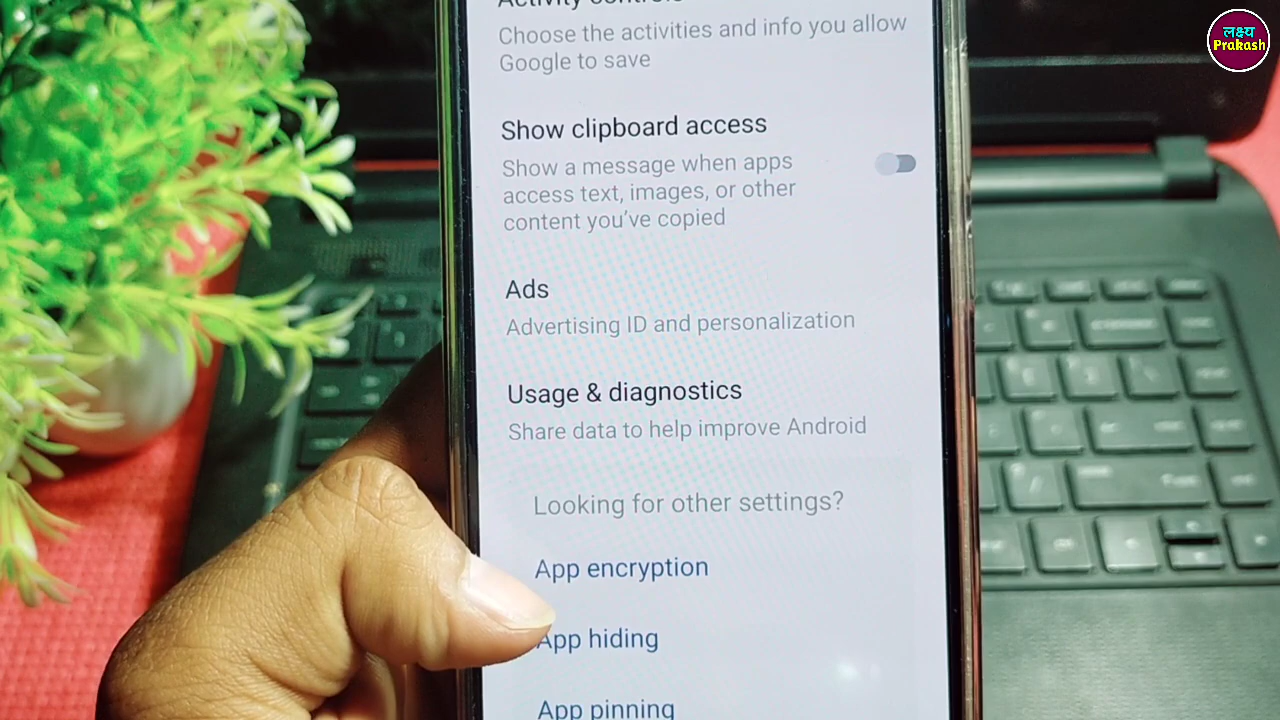 Activity controls
Choose the activities and info you allow
Google to save
Show clipboard access
Show a message when apps
access text, images, or other
content you've copied
Ads
Advertising ID and personalization
Usage & diagnostics
Share data to help improve Android
Looking for other settings?
App encryption
App hiding
App pinning
लक्ष्य
Prakash